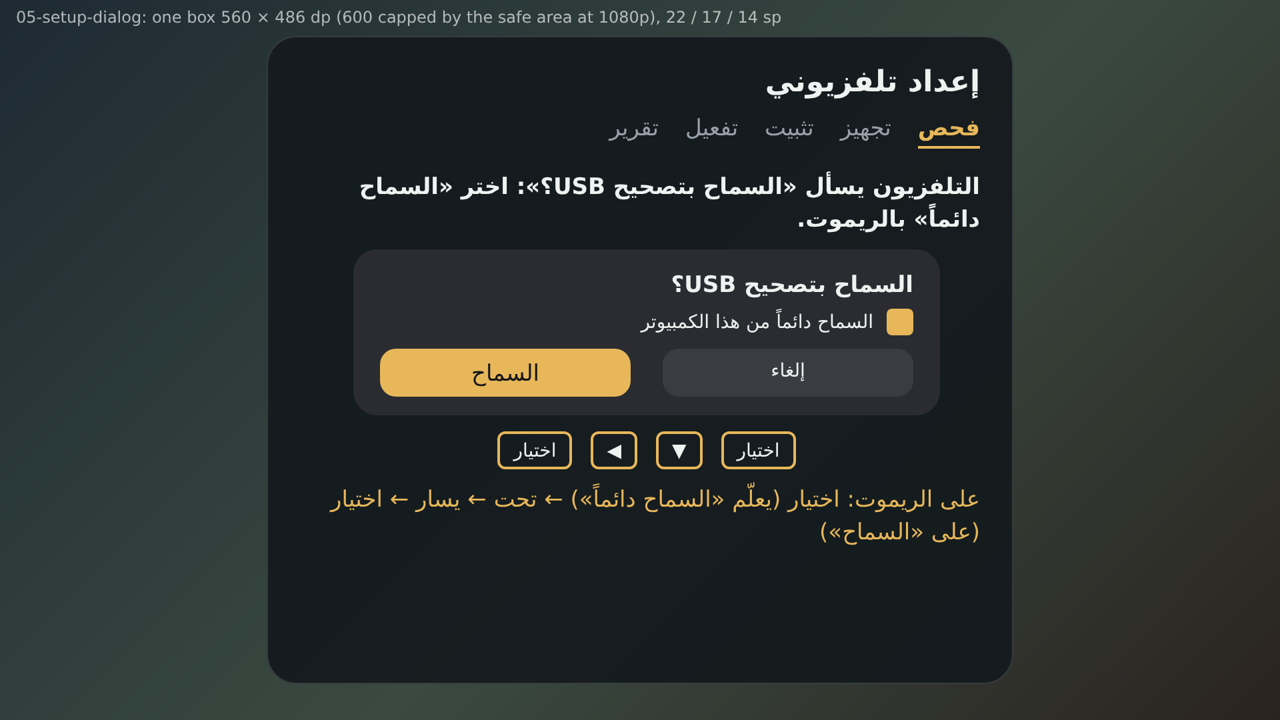 05-setup-dialog: one box 560 × 486 dp (600 capped by the safe area at 1080p), 22 / 17 / 14 sp
إعداد تلفزيوني
فحص تجهيز تثبيت تفعيل تقرير
التلفزيون يسأل «السماح بتصحيح USB؟»: اختر «السماح
دائماً» بالريموت.
السماح بتصحيح USB؟
السماح دائماً من هذا الكمبيوتر
إلغاء السماح
اختيار ▼ ◀ اختيار
على الريموت: اختيار (يعلّم «السماح دائماً») ← تحت ← يسار ← اختيار
(على «السماح»)